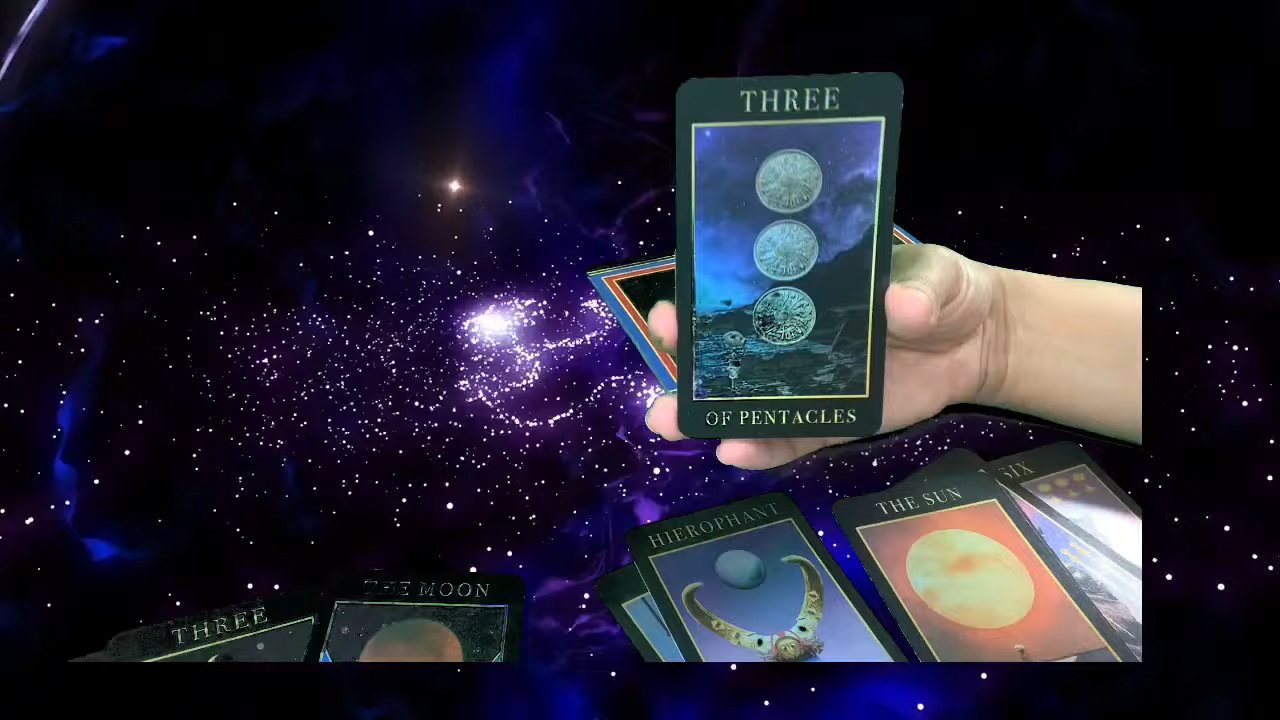 THREE
OF PENTACLES
SIX
THE SUN
HIEROPHANT
THE MOON
THREE